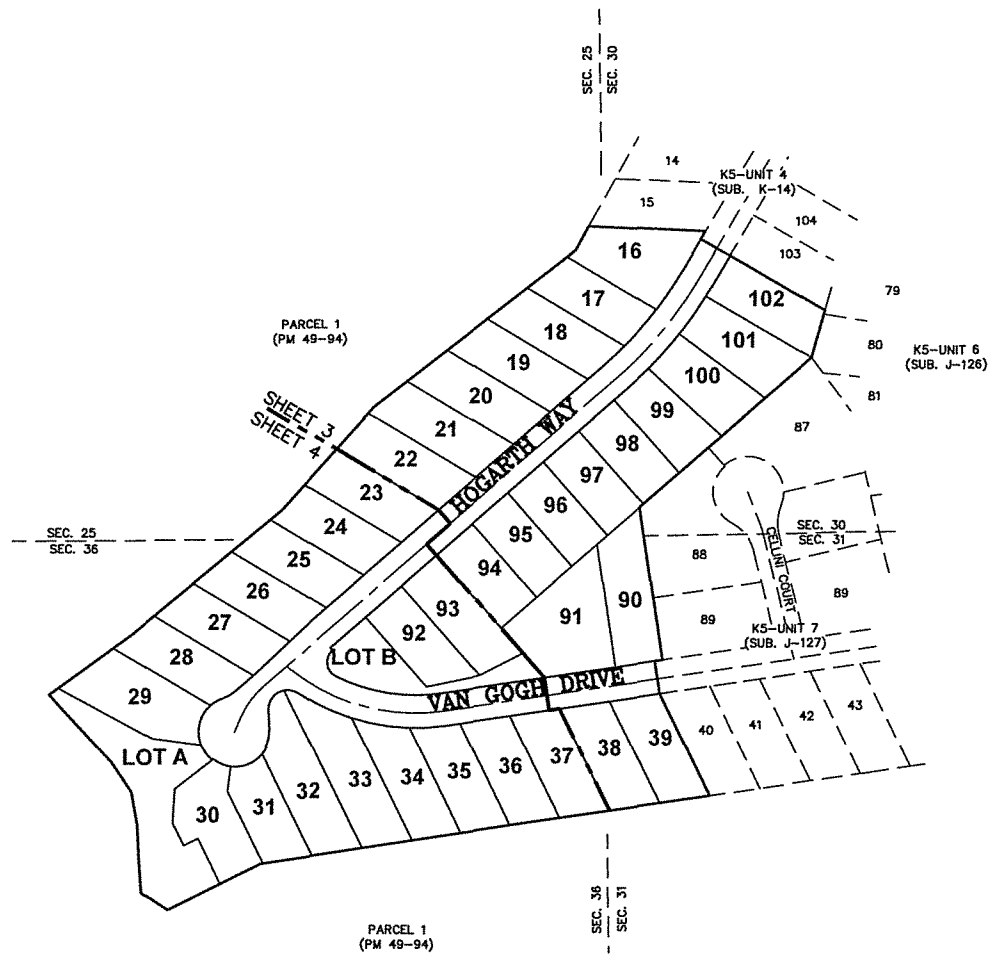 SEC. 25
SEC. 30
14
K5-UNIT 4
(SUB. K-14)
15
104
103
16
102
79
17
PARCEL 1
(PM 49-94)
18
101
80
K5-UNIT 6
(SUB. J-126)
19
100
20
81
SHEET 3
SHEET 4
21
99
HOGARTH WAY
87
22
98
23
97
96
24
95
SEC. 25
SEC. 36
SEC. 30
SEC. 31
25
94
88
CELLINI COURT
26
93
90
89
89
27
92
91
K5-UNIT 7
(SUB. J-127)
28
LOT B
29
VAN GOGH DRIVE
LOT A
30
31
32
33
34
35
36
37
38
39
40
41
42
43
SEC. 36
SEC. 31
PARCEL 1
(PM 49-94)